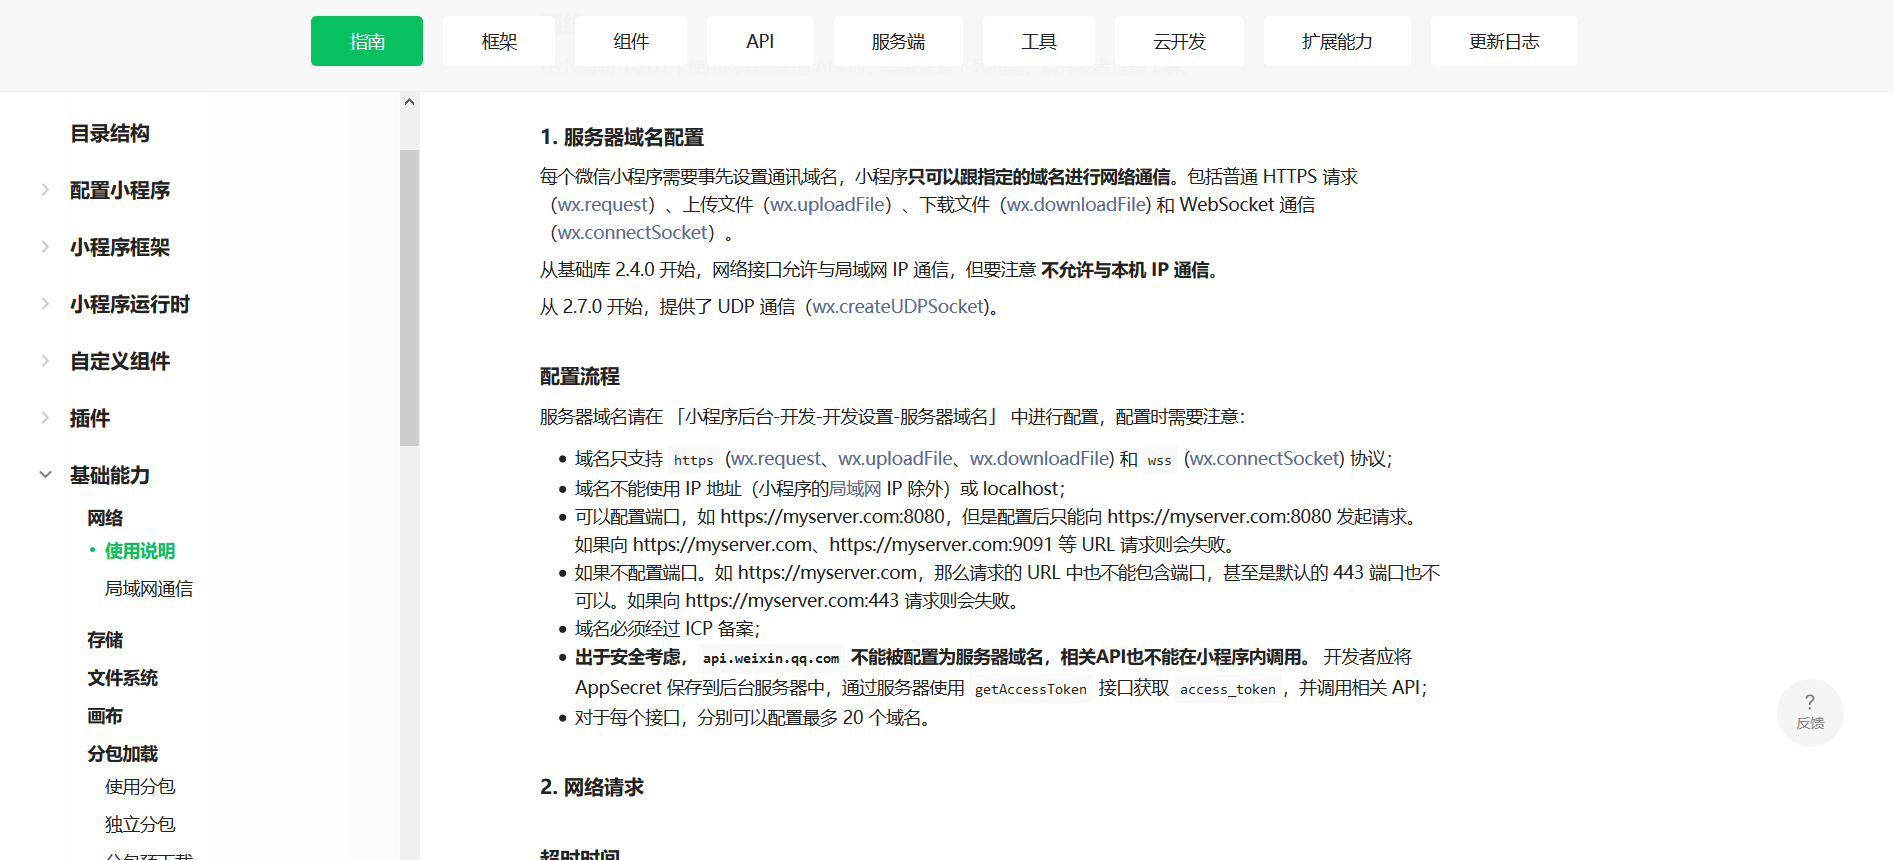 指南 框架 组件 API 服务端 工具 云开发 扩展能力 更新日志
目录结构
配置小程序
小程序框架
小程序运行时
自定义组件
插件
基础能力
网络
使用说明
局域网通信
存储
文件系统
画布
分包加载
使用分包
独立分包
分包预下载
1. 服务器域名配置
每个微信小程序需要事先设置通讯域名，小程序只可以跟指定的域名进行网络通信。包括普通 HTTPS 请求
（wx.request）、上传文件（wx.uploadFile）、下载文件（wx.downloadFile) 和 WebSocket 通信
（wx.connectSocket）。
从基础库 2.4.0 开始，网络接口允许与局域网 IP 通信，但要注意 不允许与本机 IP 通信。
从 2.7.0 开始，提供了 UDP 通信（wx.createUDPSocket)。
配置流程
服务器域名请在 「小程序后台-开发-开发设置-服务器域名」 中进行配置，配置时需要注意：
域名只支持 https (wx.request、wx.uploadFile、wx.downloadFile) 和 wss (wx.connectSocket) 协议；
域名不能使用 IP 地址（小程序的局域网 IP 除外）或 localhost；
可以配置端口，如 https://myserver.com:8080，但是配置后只能向 https://myserver.com:8080 发起请求。
如果向 https://myserver.com、https://myserver.com:9091 等 URL 请求则会失败。
如果不配置端口。如 https://myserver.com，那么请求的 URL 中也不能包含端口，甚至是默认的 443 端口也不
可以。如果向 https://myserver.com:443 请求则会失败。
域名必须经过 ICP 备案；
出于安全考虑，api.weixin.qq.com 不能被配置为服务器域名，相关API也不能在小程序内调用。 开发者应将
AppSecret 保存到后台服务器中，通过服务器使用 getAccessToken 接口获取 access_token，并调用相关 API；
对于每个接口，分别可以配置最多 20 个域名。
2. 网络请求
超时时间
?
反馈